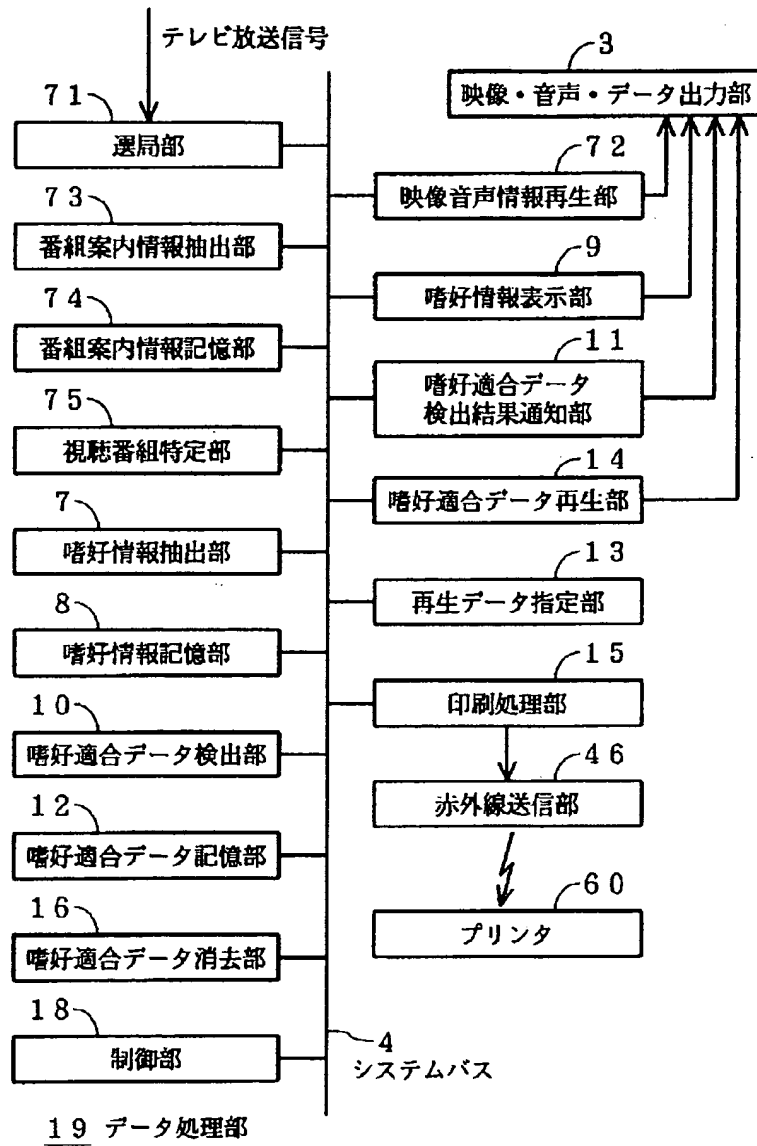 テレビ放送信号
71
選局部
73
番組案内情報抽出部
74
番組案内情報記憶部
75
視聴番組特定部
7
嗜好情報抽出部
8
嗜好情報記憶部
10
嗜好適合データ検出部
12
嗜好適合データ記憶部
16
嗜好適合データ消去部
18
制御部
19 データ処理部
3
映像・音声・データ出力部
72
映像音声情報再生部
9
嗜好情報表示部
11
嗜好適合データ
検出結果通知部
14
嗜好適合データ再生部
13
再生データ指定部
15
印刷処理部
46
赤外線送信部
60
プリンタ
4
システムバス